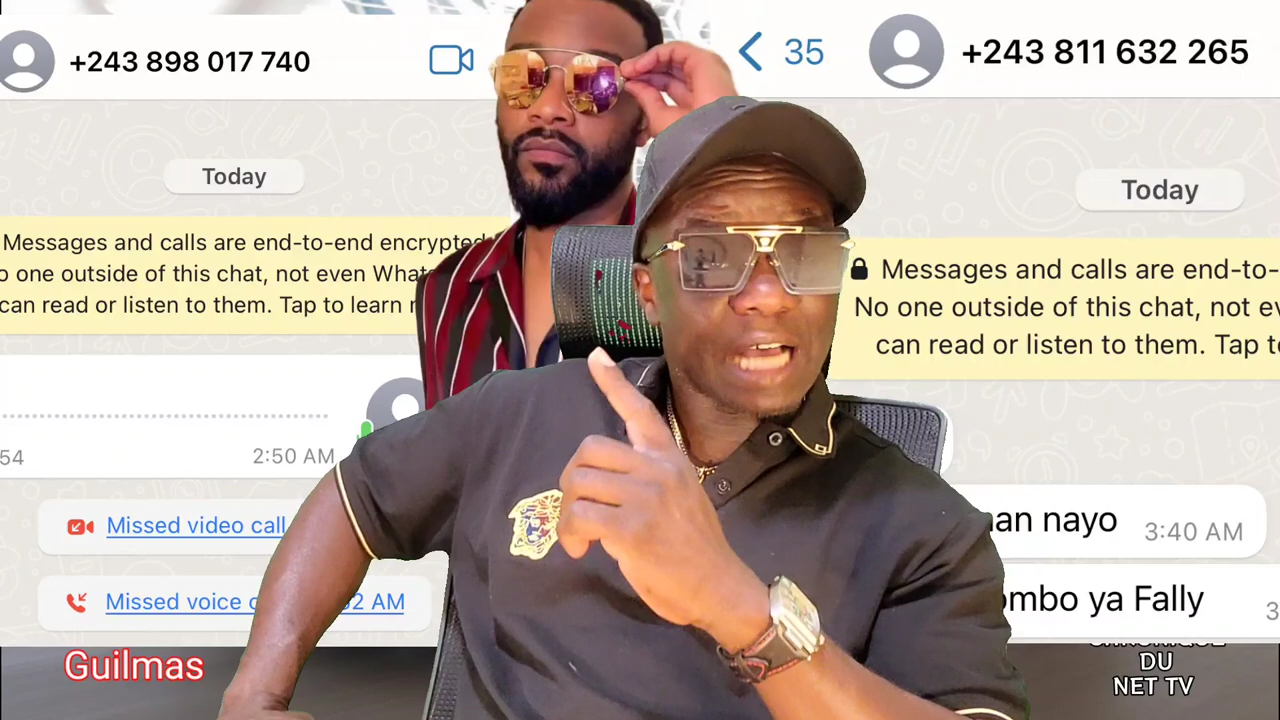 +243 898 017 740
Today
Messages and calls are end-to-end encrypted
o one outside of this chat, not even What
can read or listen to them. Tap to learn
54
2:50 AM
Missed video call
Missed voice
2 AM
Guilmas
35
+243 811 632 265
Today
Messages and calls are end-to-
No one outside of this chat, not ev
can read or listen to them. Tap to
an nayo
3:40 AM
ombo ya Fally
3
CHRONIQUE
DU
NET TV